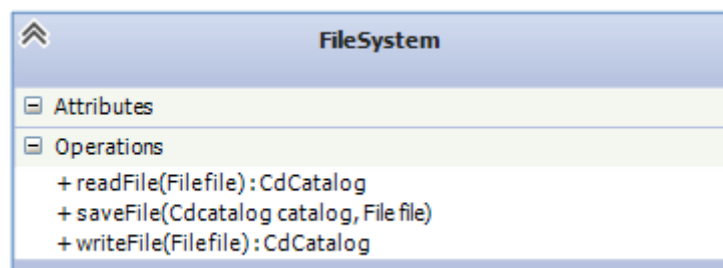 FileSystem
Attributes
Operations
+ readFile(Filefile) : CdCatalog
+ saveFile(Cdcatalog catalog, File file)
+ writeFile(Filefile) : CdCatalog